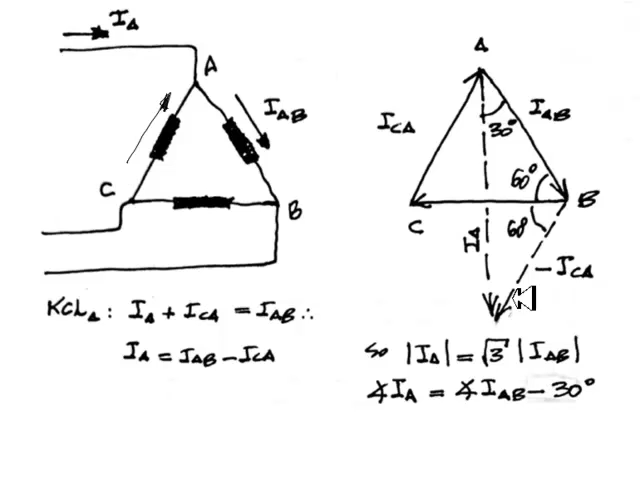 I_A
A
I_AB
C
B
KCL_A: I_A + I_CA = I_AB ∴
I_A = I_AB - I_CA
A
I_CA
30°
I_AB
60°
B
C
I_A
60°
-I_CA
so |I_A| = √3 |I_AB|
∡I_A = ∡I_AB - 30°